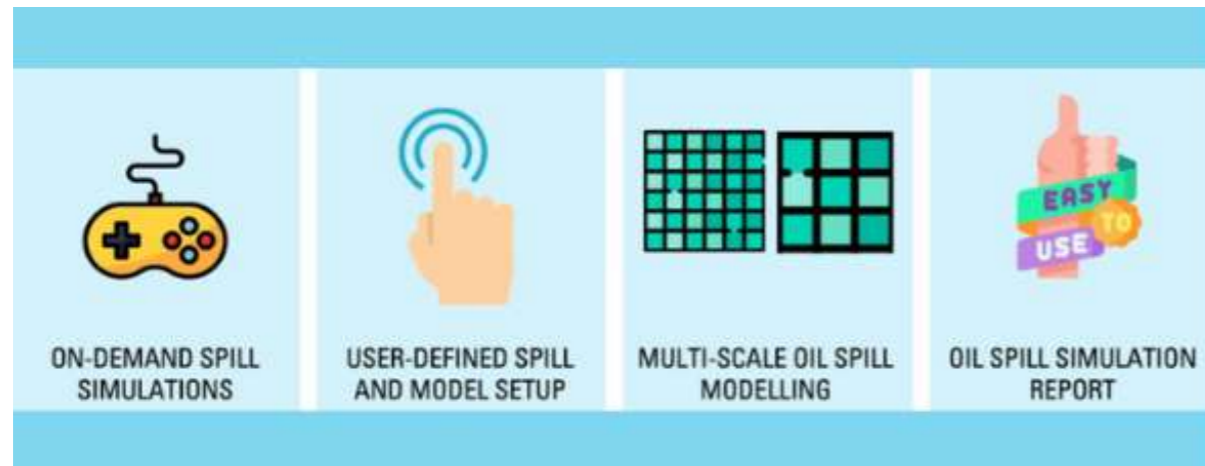 ON-DEMAND SPILL
SIMULATIONS
USER-DEFINED SPILL
AND MODEL SETUP
MULTI-SCALE OIL SPILL
MODELLING
EASY
TO
USE
OIL SPILL SIMULATION
REPORT